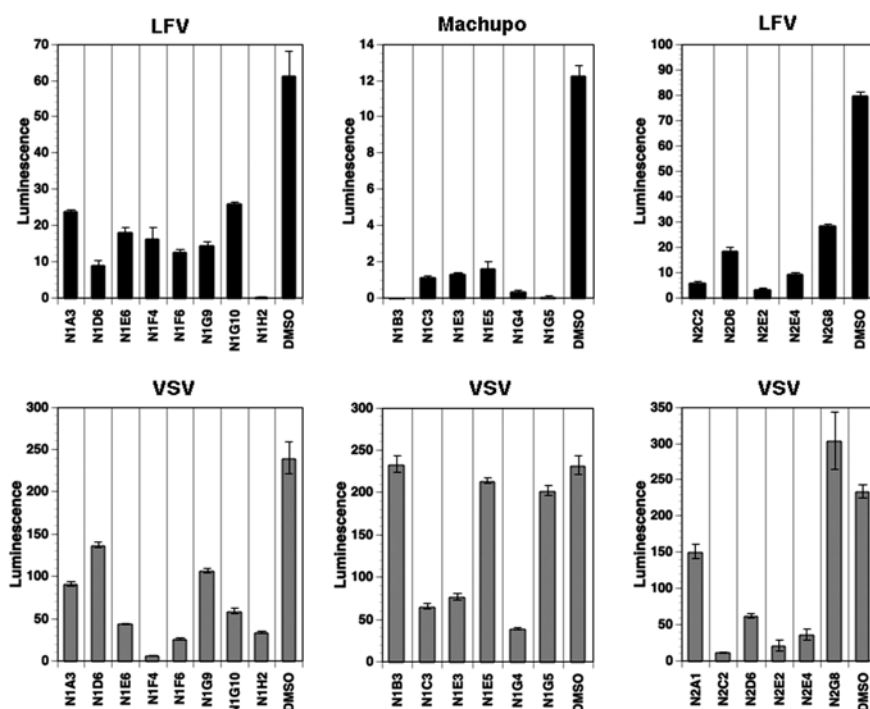 LFV
Machupo
LFV
Luminescence
70
60
50
40
30
20
10
0
N1A3
N1D6
N1E6
N1F4
N1F6
N1G9
N1G10
N1H2
DMSO
Luminescence
14
12
10
8
6
4
2
0
N1B3
N1C3
N1E3
N1E5
N1G4
N1G5
DMSO
Luminescence
100
90
80
70
60
50
40
30
20
10
0
N2C2
N2D6
N2E2
N2E4
N2G8
DMSO
VSV
VSV
VSV
Luminescence
300
250
200
150
100
50
0
N1A3
N1D6
N1E6
N1F4
N1F6
N1G9
N1G10
N1H2
DMSO
Luminescence
300
250
200
150
100
50
0
N1B3
N1C3
N1E3
N1E5
N1G4
N1G5
DMSO
Luminescence
350
300
250
200
150
100
50
0
N2A1
N2C2
N2D6
N2E2
N2E4
N2G8
DMSO